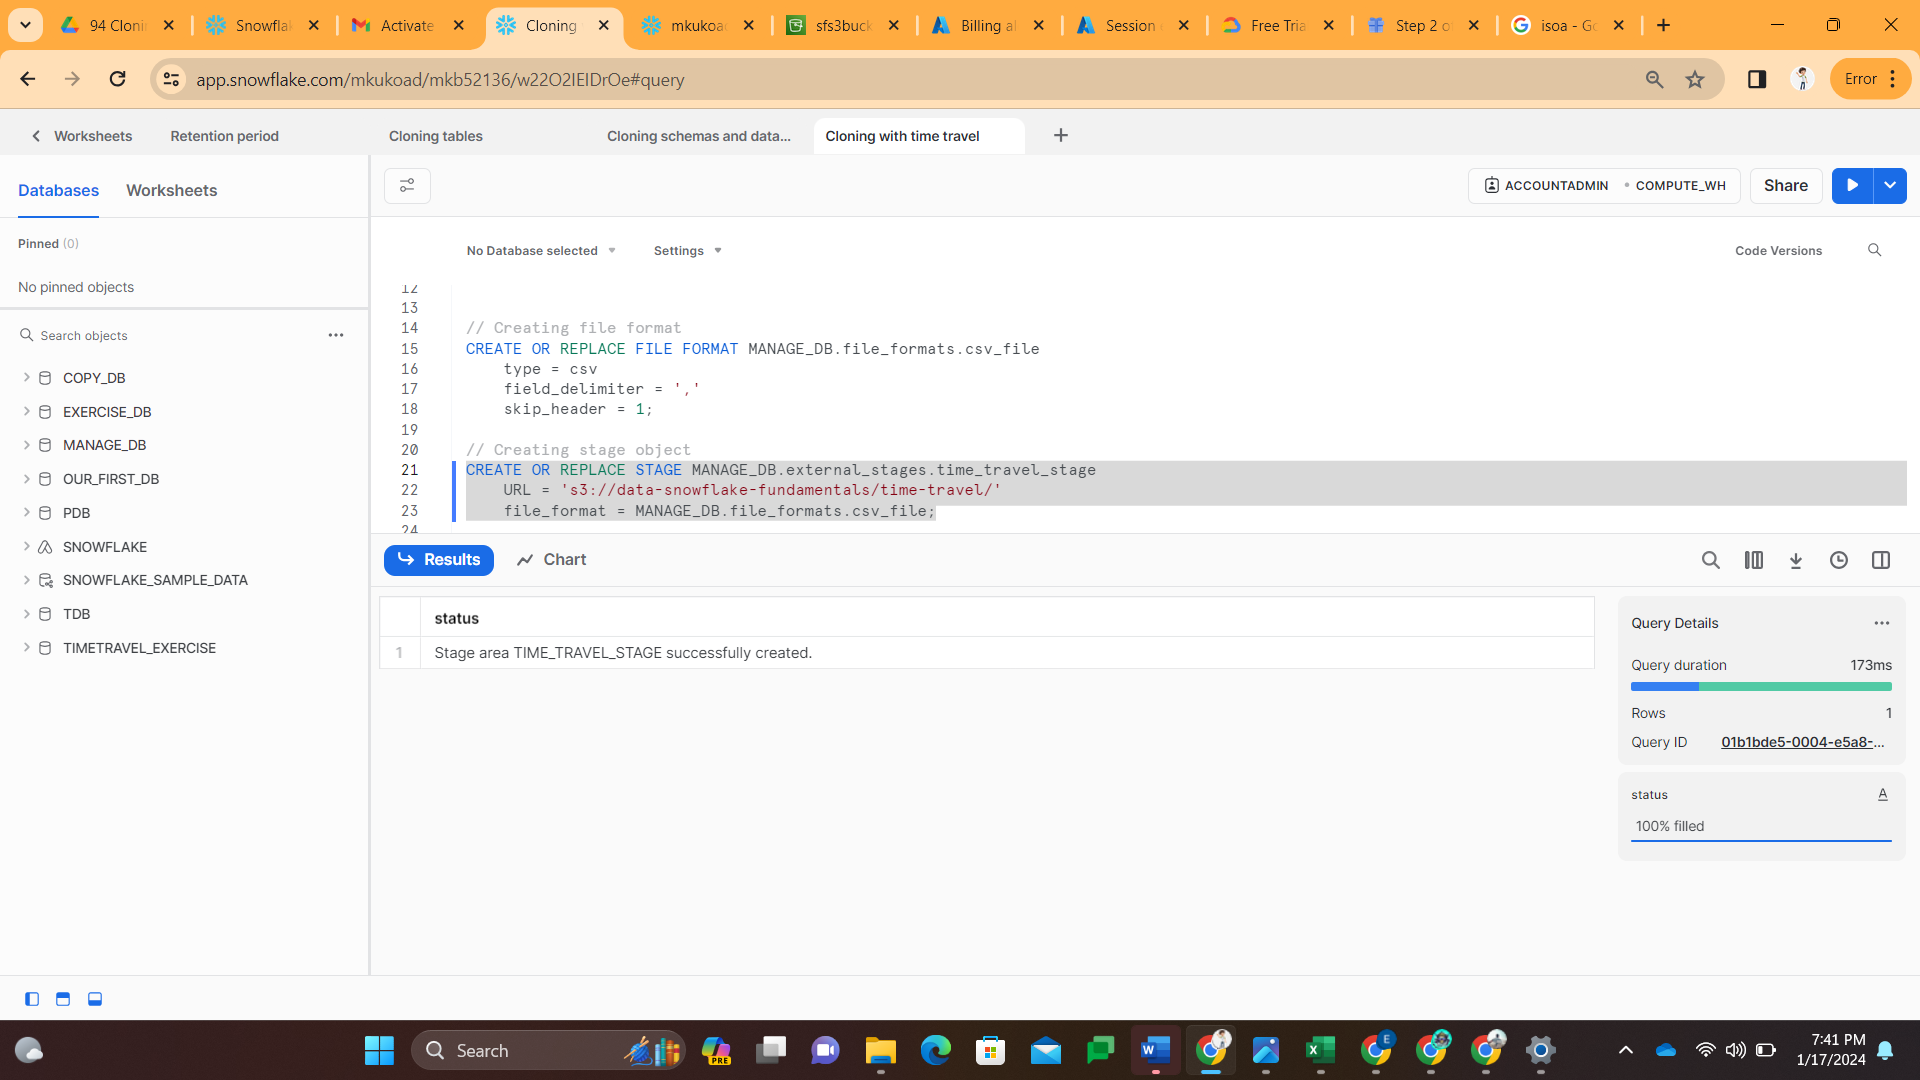 94 Clonin
Snowflak
Activate
Cloning
mkukoad
sfs3buck
Billing al
Session
Free Tria
Step 2 o
isoa - Go
app.snowflake.com/mkukoad/mkb52136/w22O2IEIDrOe#query
Error
Worksheets
Retention period
Cloning tables
Cloning schemas and data...
Cloning with time travel
Databases
Worksheets
ACCOUNTADMIN
COMPUTE_WH
Share
Pinned (0)
No Database selected
Settings
Code Versions
No pinned objects
Search objects
COPY_DB
EXERCISE_DB
MANAGE_DB
OUR_FIRST_DB
PDB
SNOWFLAKE
SNOWFLAKE_SAMPLE_DATA
TDB
TIMETRAVEL_EXERCISE
12
13
14 // Creating file format
15 CREATE OR REPLACE FILE FORMAT MANAGE_DB.file_formats.csv_file
16 type = csv
17 field_delimiter = ','
18 skip_header = 1;
19
20 // Creating stage object
21 CREATE OR REPLACE STAGE MANAGE_DB.external_stages.time_travel_stage
22 URL = 's3://data-snowflake-fundamentals/time-travel/'
23 file_format = MANAGE_DB.file_formats.csv_file;
24
Results
Chart
status
1 Stage area TIME_TRAVEL_STAGE successfully created.
Query Details
Query duration 173ms
Rows 1
Query ID 01b1bde5-0004-e5a8-...
status A
100% filled
Search
PRE
E
7:41 PM
1/17/2024